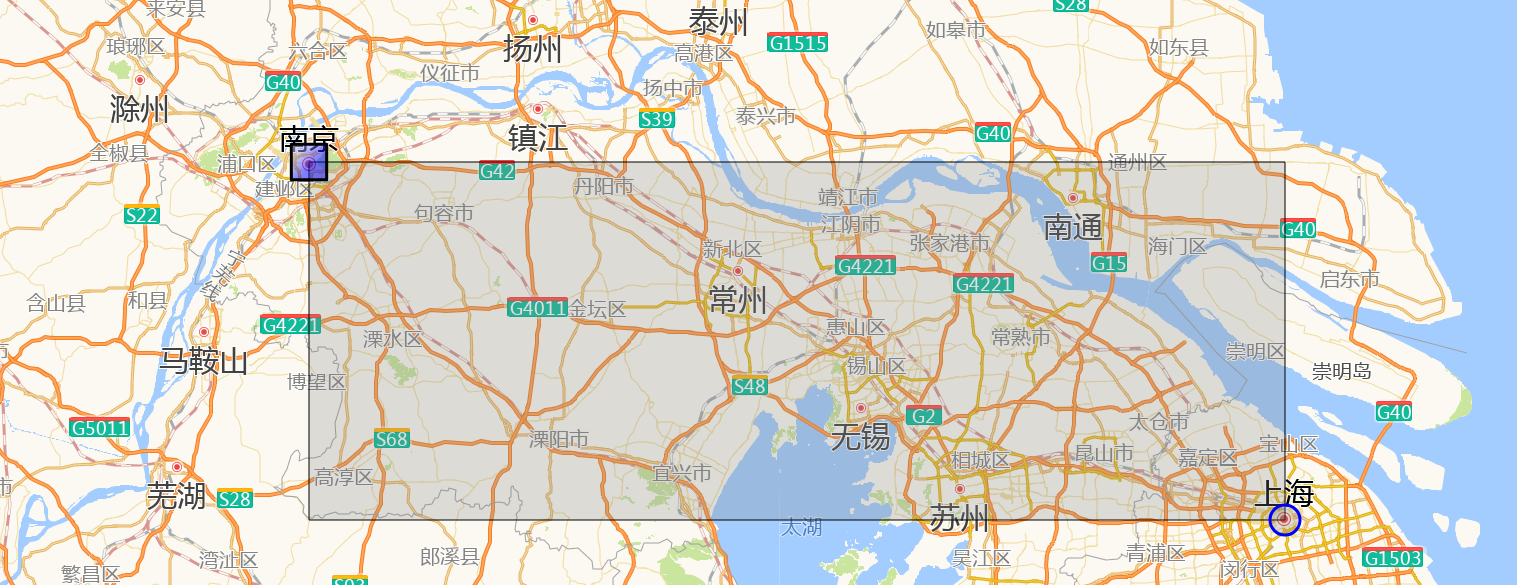 来安县
S28
泰州
扬州
如皋市
G1515
琅琊区
六合区
高港区
如东县
G40
仪征市
扬中市
滁州
泰兴市
S39
镇江
南京
G40
全椒县
浦口区
通州区
G42
建邺区
丹阳市
靖江市
S22
句容市
江阴市
南通
G40
新北区
张家港市
海门区
宁芜线
G4221
G15
启东市
G4221
含山县
和县
常州
G4011
金坛区
G4221
惠山区
溧水区
常熟市
市
马鞍山
崇明区
锡山区
崇明岛
博望区
S48
G40
G2
G5011
太仓市
无锡
S68
溧阳市
宝山区
相城区
昆山市
嘉定区
宜兴市
高淳区
市
芜湖
S28
上海
苏州
太湖
湾沚区
郎溪县
吴江区
青浦区
G1503
繁昌区
闵行区